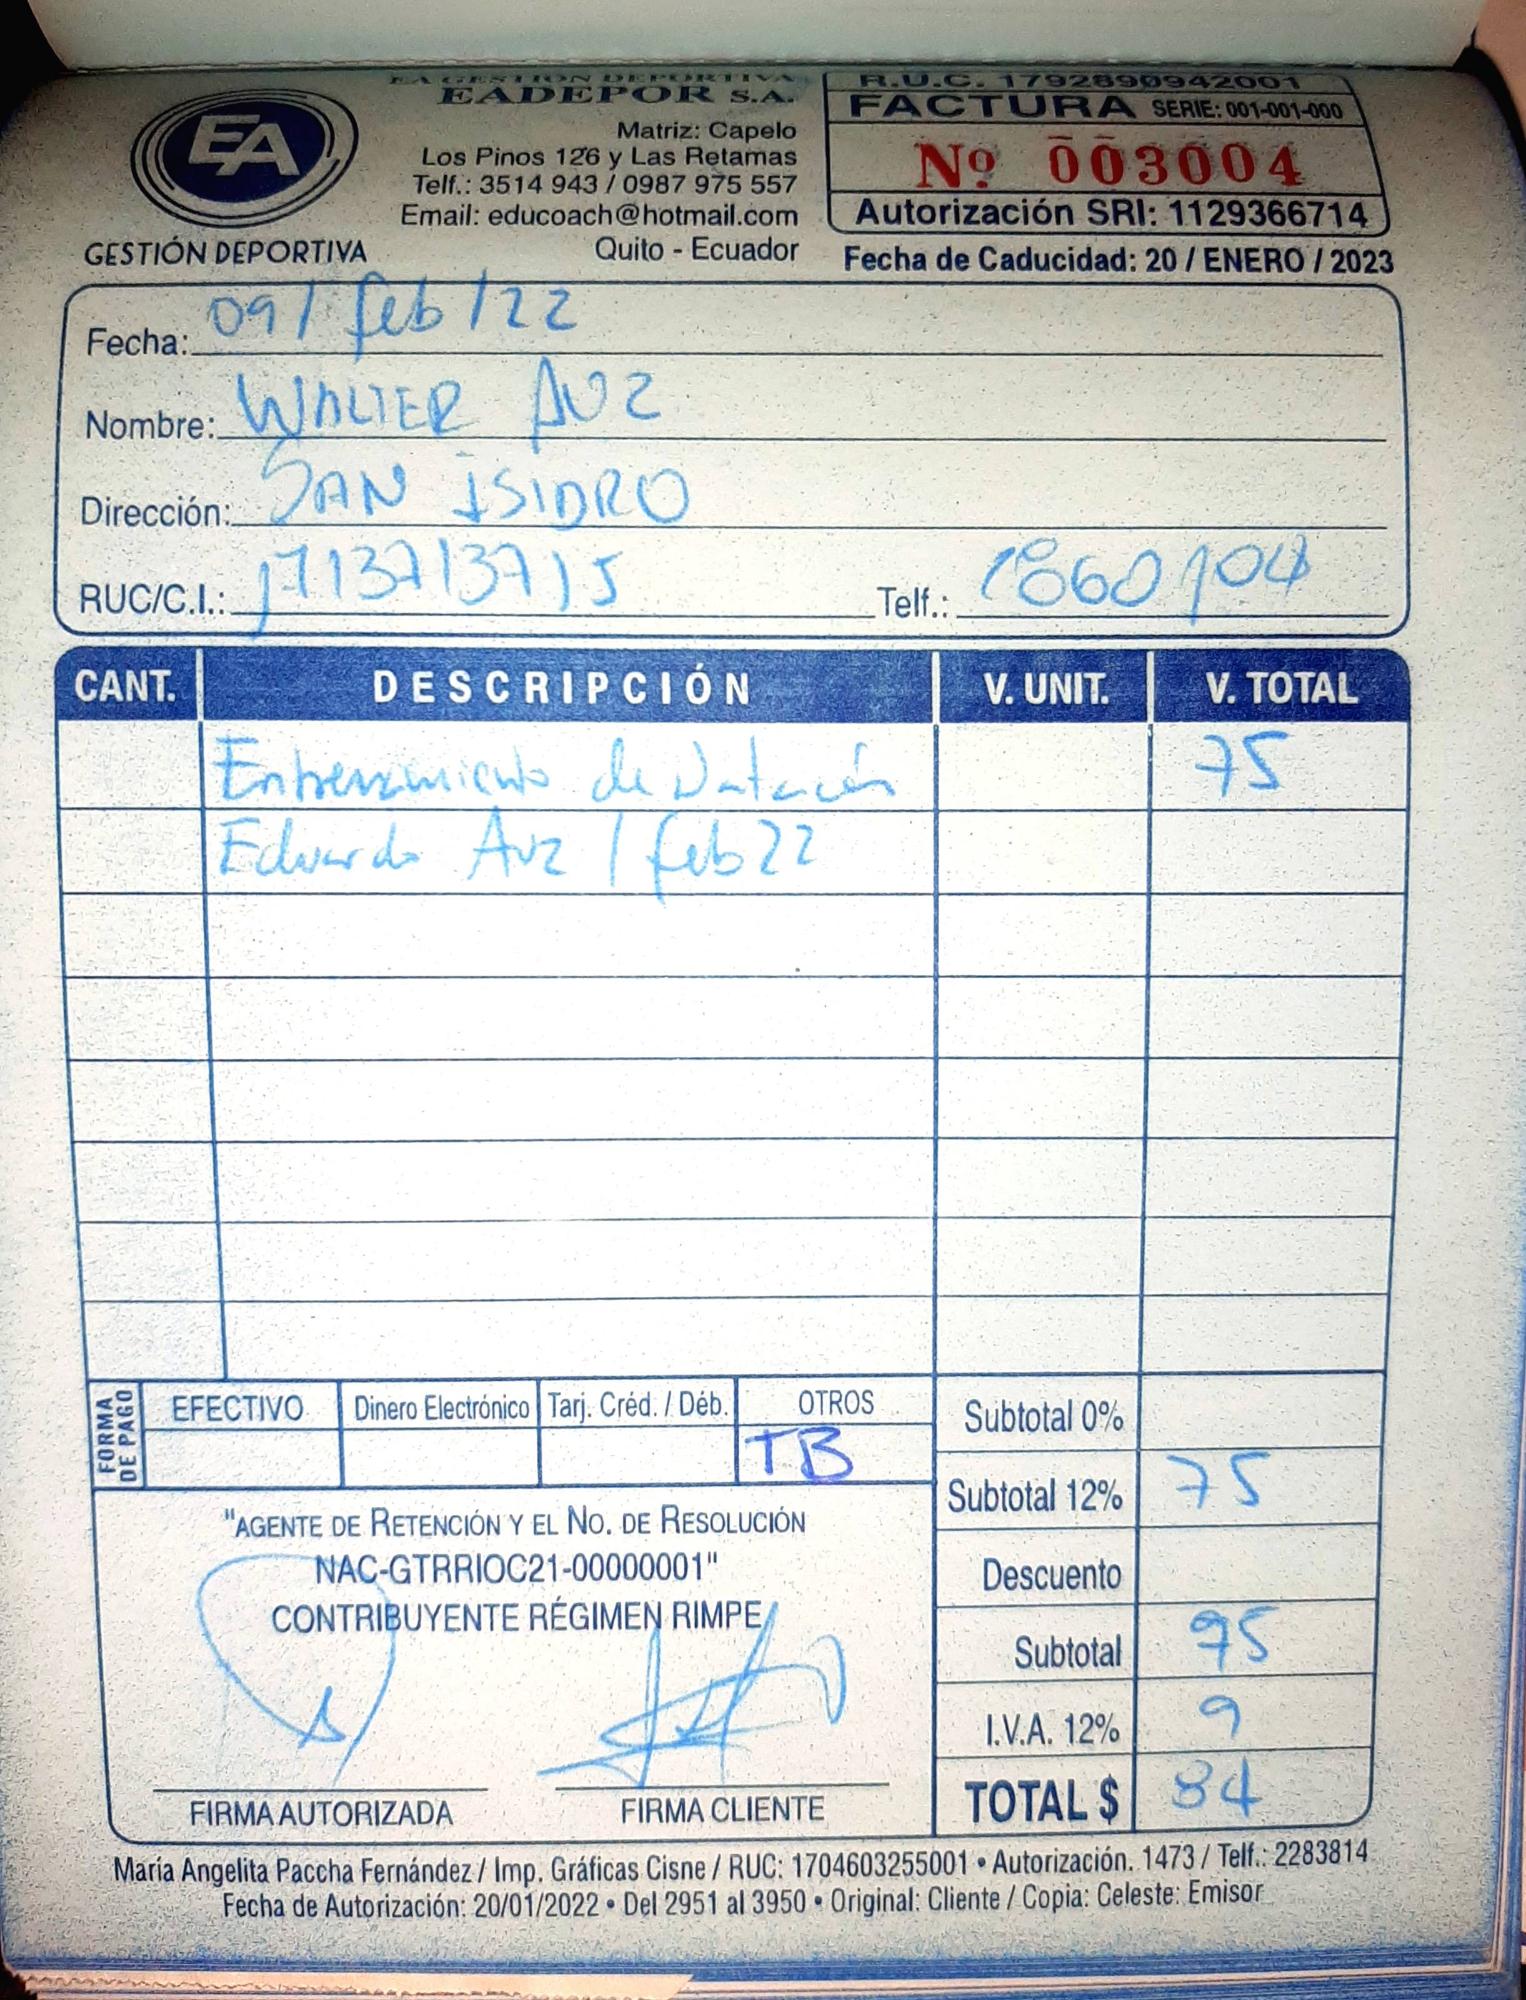 EA GESTIÓN DEPORTIVA
EADEPOR S.A.
Matriz: Capelo
Los Pinos 126 y Las Retamas
Telf.: 3514 943 / 0987 975 557
Email: educoach@hotmail.com
Quito - Ecuador
EA
GESTIÓN DEPORTIVA
R.U.C. 1792890942001
FACTURA SERIE: 001-001-000
Nº 003004
Autorización SRI: 1129366714
Fecha de Caducidad: 20 / ENERO / 2023
Fecha: 09 / feb / 22
Nombre: WALTER AUZ
Dirección: SAN ISIDRO
RUC/C.I.: 1713713715 Telf.:
CANT. DESCRIPCIÓN V. UNIT. V. TOTAL
Entrenamiento de Natación 75
Eduardo Auz / feb 22
FORMA DE PAGO EFECTIVO Dinero Electrónico Tarj. Créd. / Déb. OTROS
TB
Subtotal 0%
Subtotal 12% 75
Descuento
Subtotal 75
I.V.A. 12% 9
TOTAL $ 84
"AGENTE DE RETENCIÓN Y EL NO. DE RESOLUCIÓN
NAC-GTRRIOC21-00000001"
CONTRIBUYENTE RÉGIMEN RIMPE
FIRMA AUTORIZADA FIRMA CLIENTE
María Angelita Paccha Fernández / Imp. Gráficas Cisne / RUC: 1704603255001 • Autorización. 1473 / Telf.: 2283814
Fecha de Autorización: 20/01/2022 • Del 2951 al 3950 • Original: Cliente / Copia: Celeste: Emisor